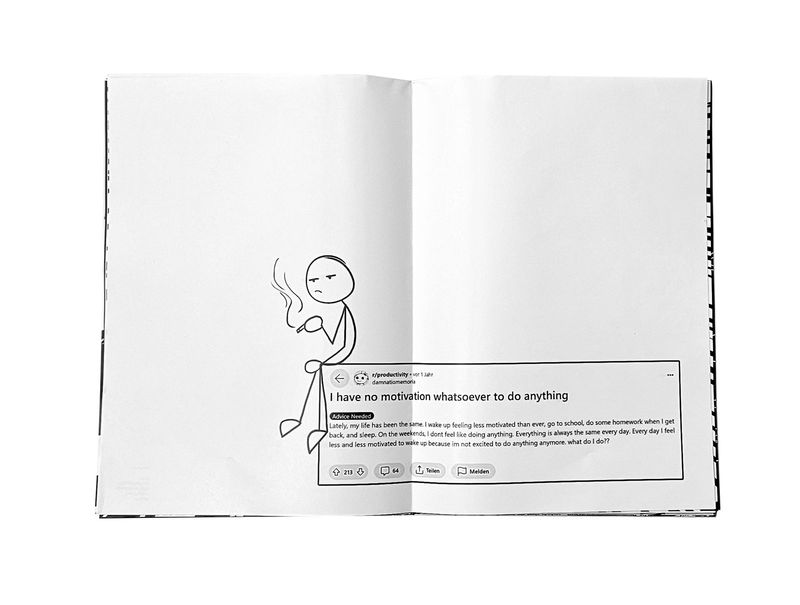 r/productivity • vor 1 Jahr
damnatiomemoria
I have no motivation whatsoever to do anything
Advice Needed
Lately, my life has been the same. I wake up feeling less motivated than ever, go to school, do some homework when I get
back, and sleep. On the weekends, I dont feel like doing anything. Everything is always the same every day. Every day I feel
less and less motivated to wake up because im not excited to do anything anymore. what do I do??
213 64 Teilen Melden